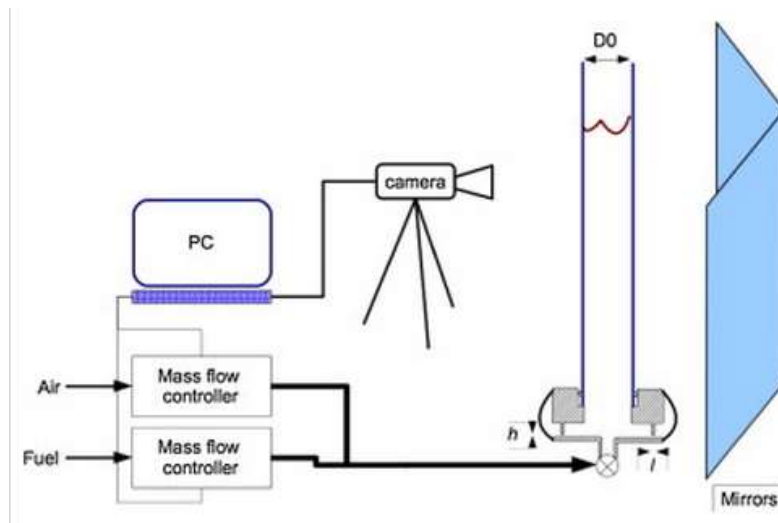 D0
camera
PC
Air
Mass flow
controller
Fuel
Mass flow
controller
h
l
Mirrors